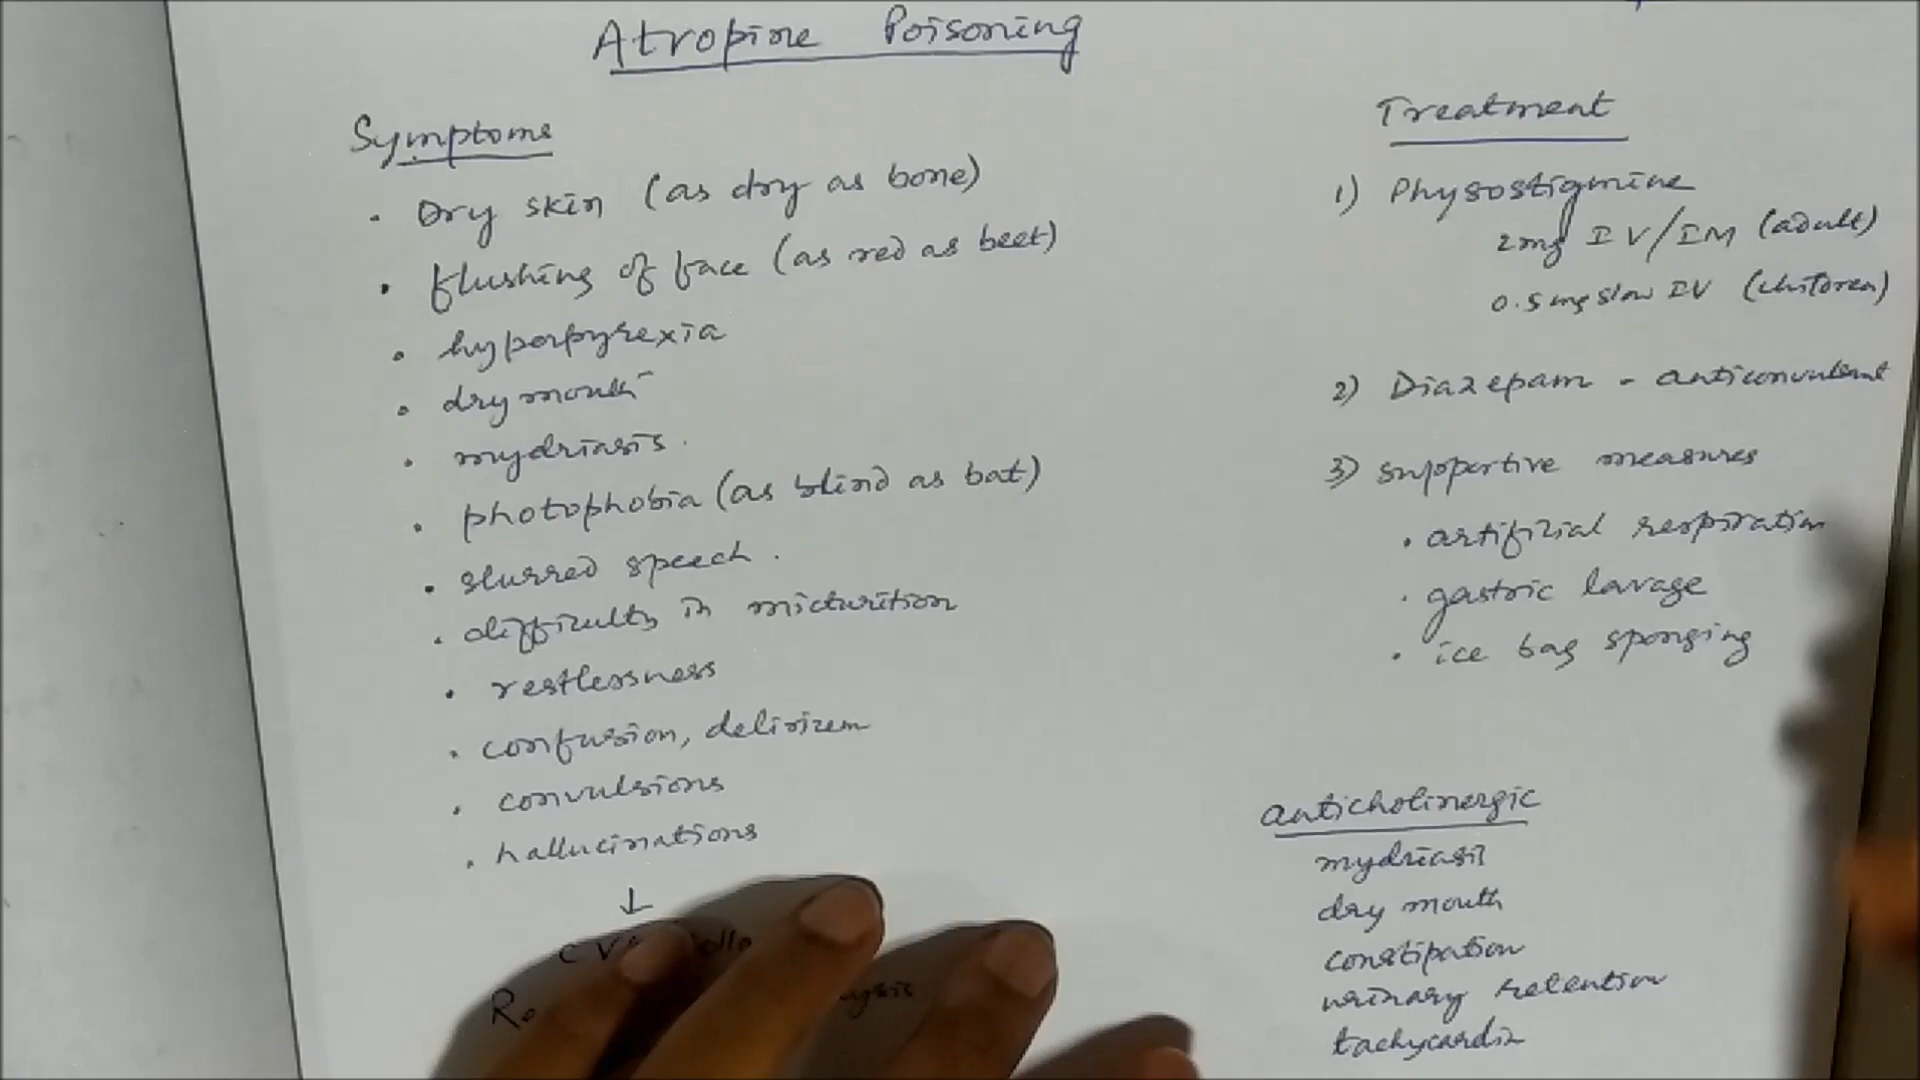 Atropine Poisoning
Symptoms
• Dry skin (as dry as bone)
• flushing of face (as red as beet)
• hyperpyrexia
• dry mouth
• mydriasis.
• photophobia (as blind as bat)
• slurred speech.
• difficulty in micturition
• restlessness
• confusion, delirium
• convulsions
• hallucinations
↓
Treatment
1) Physostigmine
2mg IV/IM (adult)
0.5mg slow IV (children)
2) Diazepam - anticonvulsant
3) supportive measures
• artificial respiration
• gastric lavage
• ice bag sponging
anticholinergic
mydriasis
dry mouth
constipation
urinary retention
tachycardia